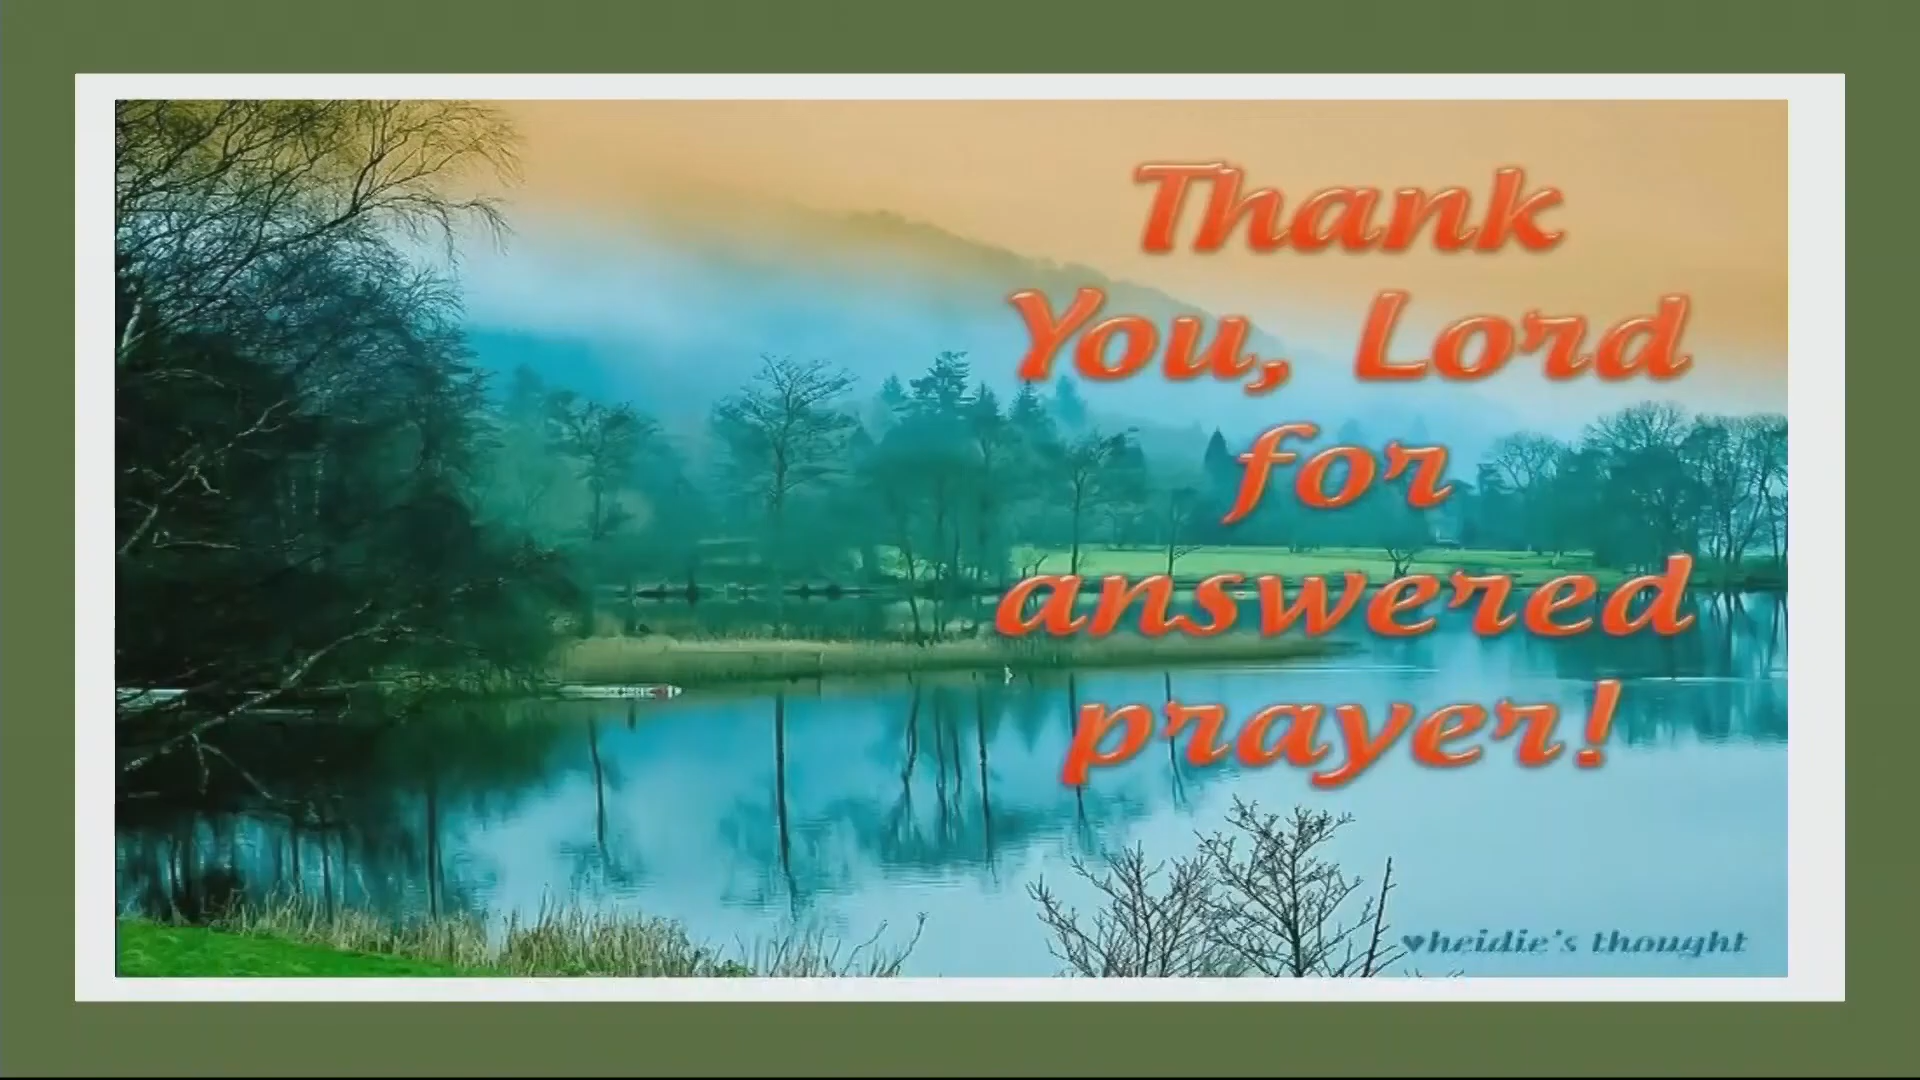 Thank
You, Lord
for
answered
prayer!
♥heidie's thought